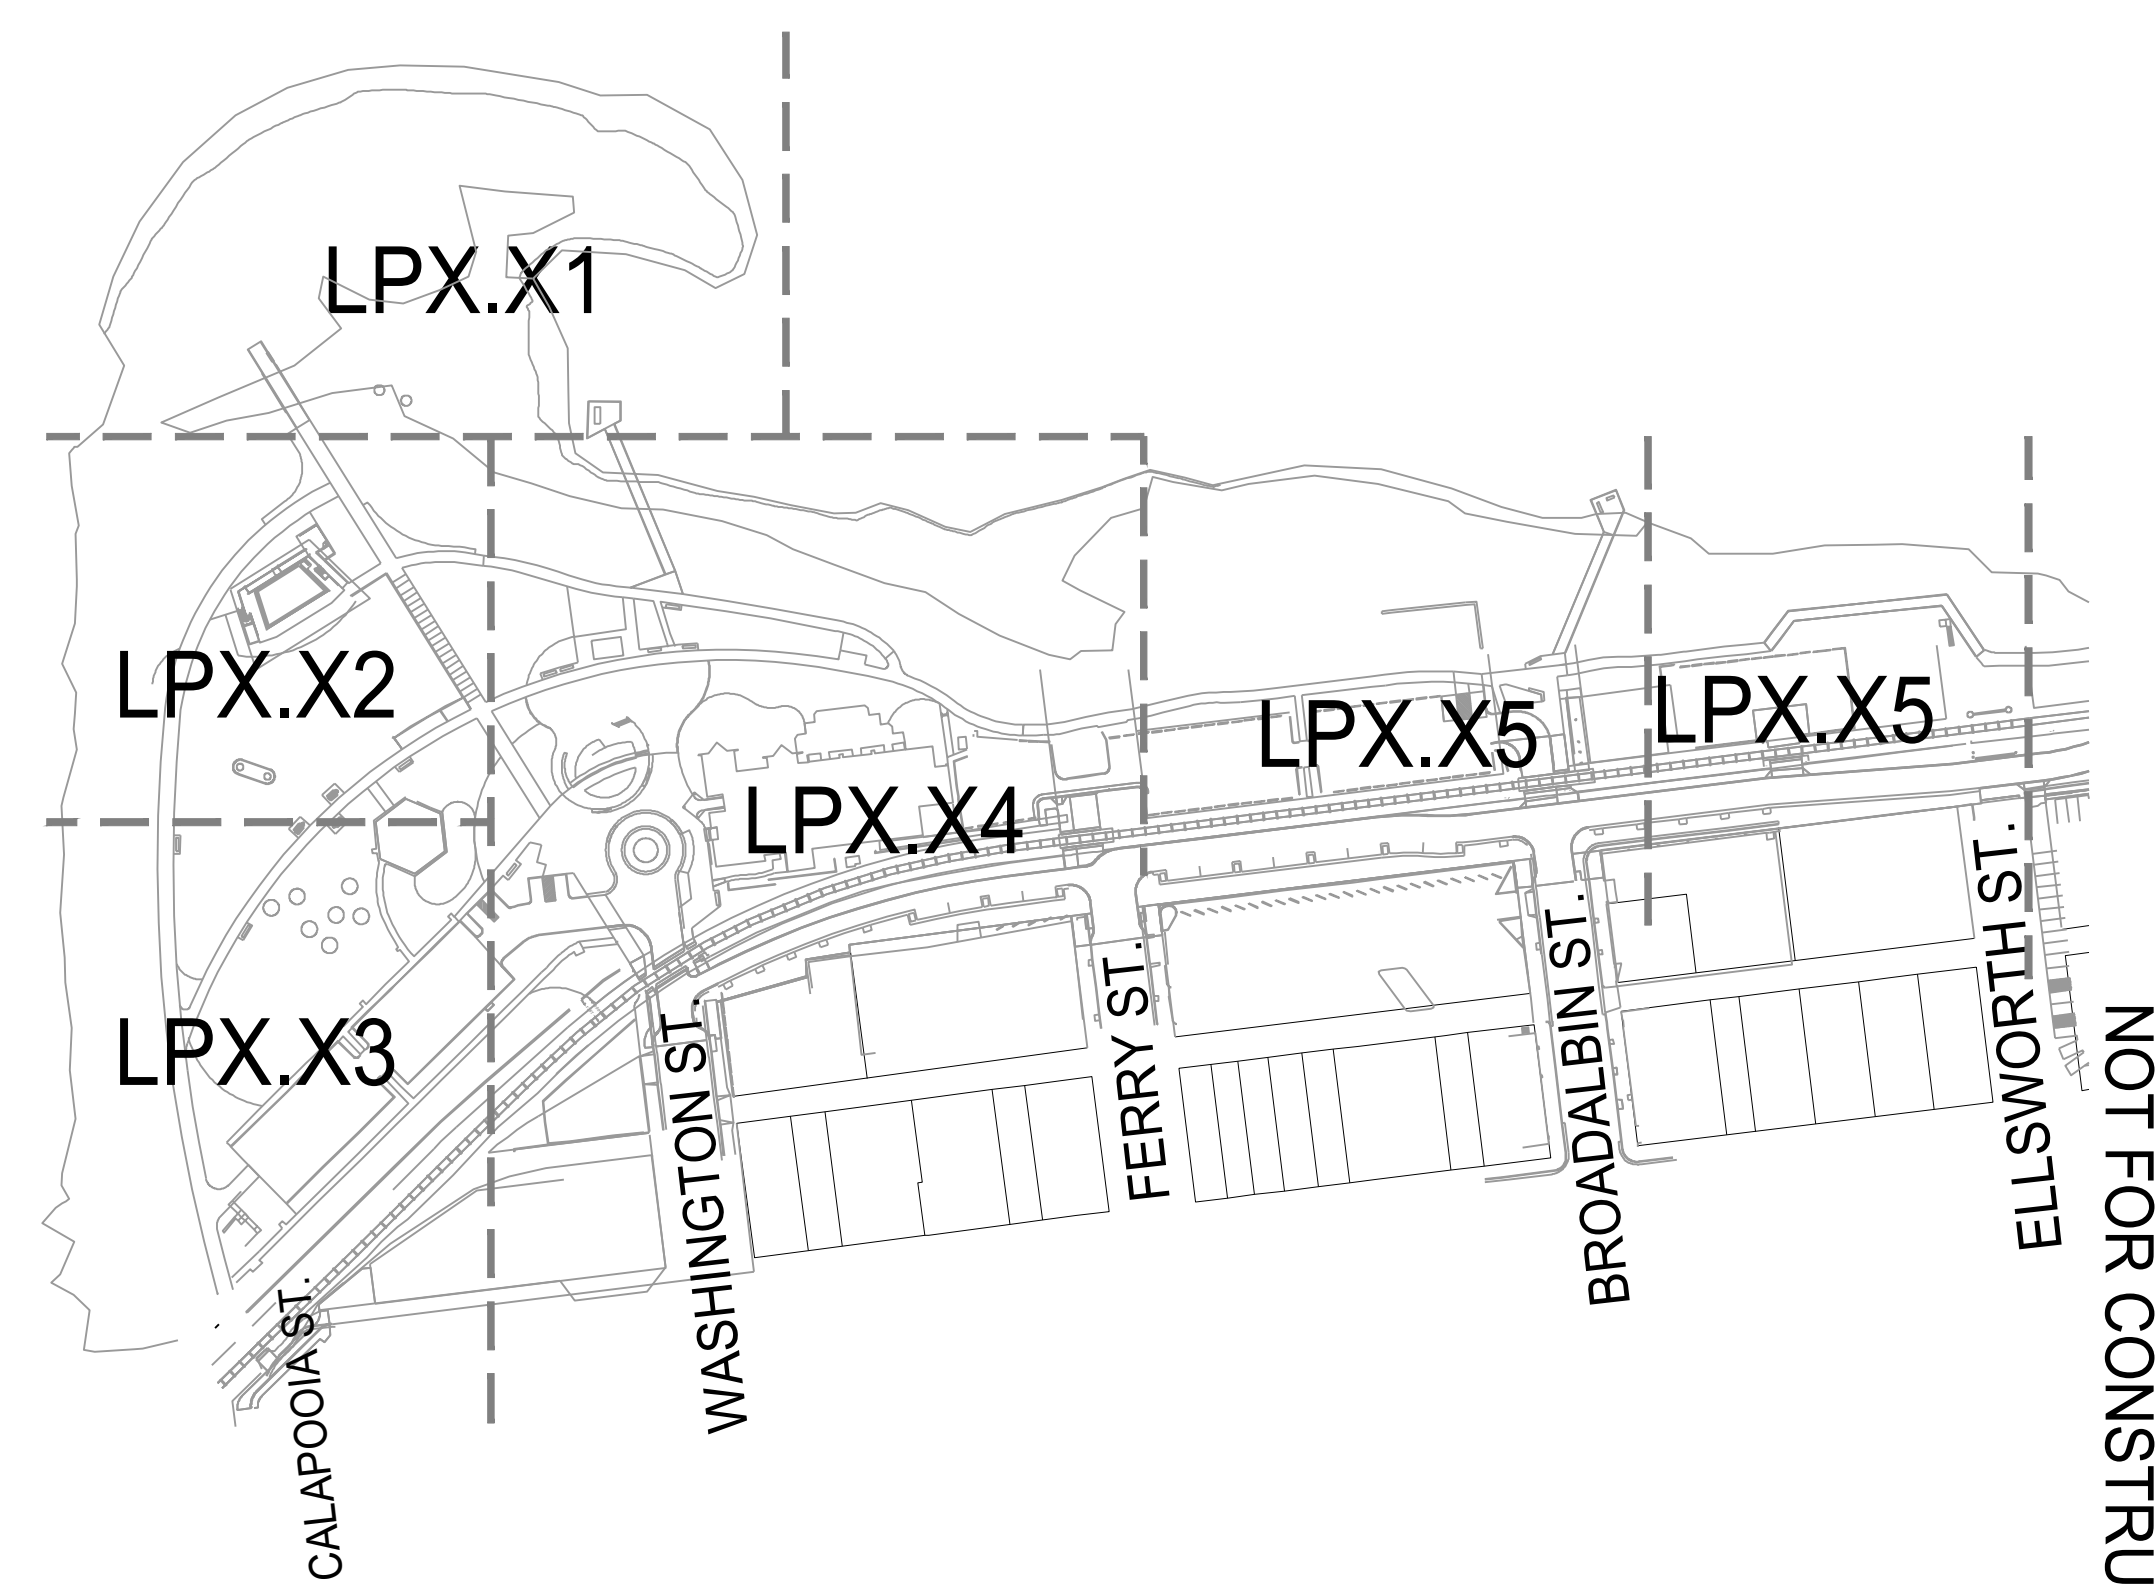 LPX.X1
LPX.X2
LPX.X5
LPX.X5
LPX.X4
LPX.X3
CALAPOOIA ST.
WASHINGTON ST.
FERRY ST.
BROADALBIN ST.
ELLSWORTH ST.
NOT FOR CONSTRU